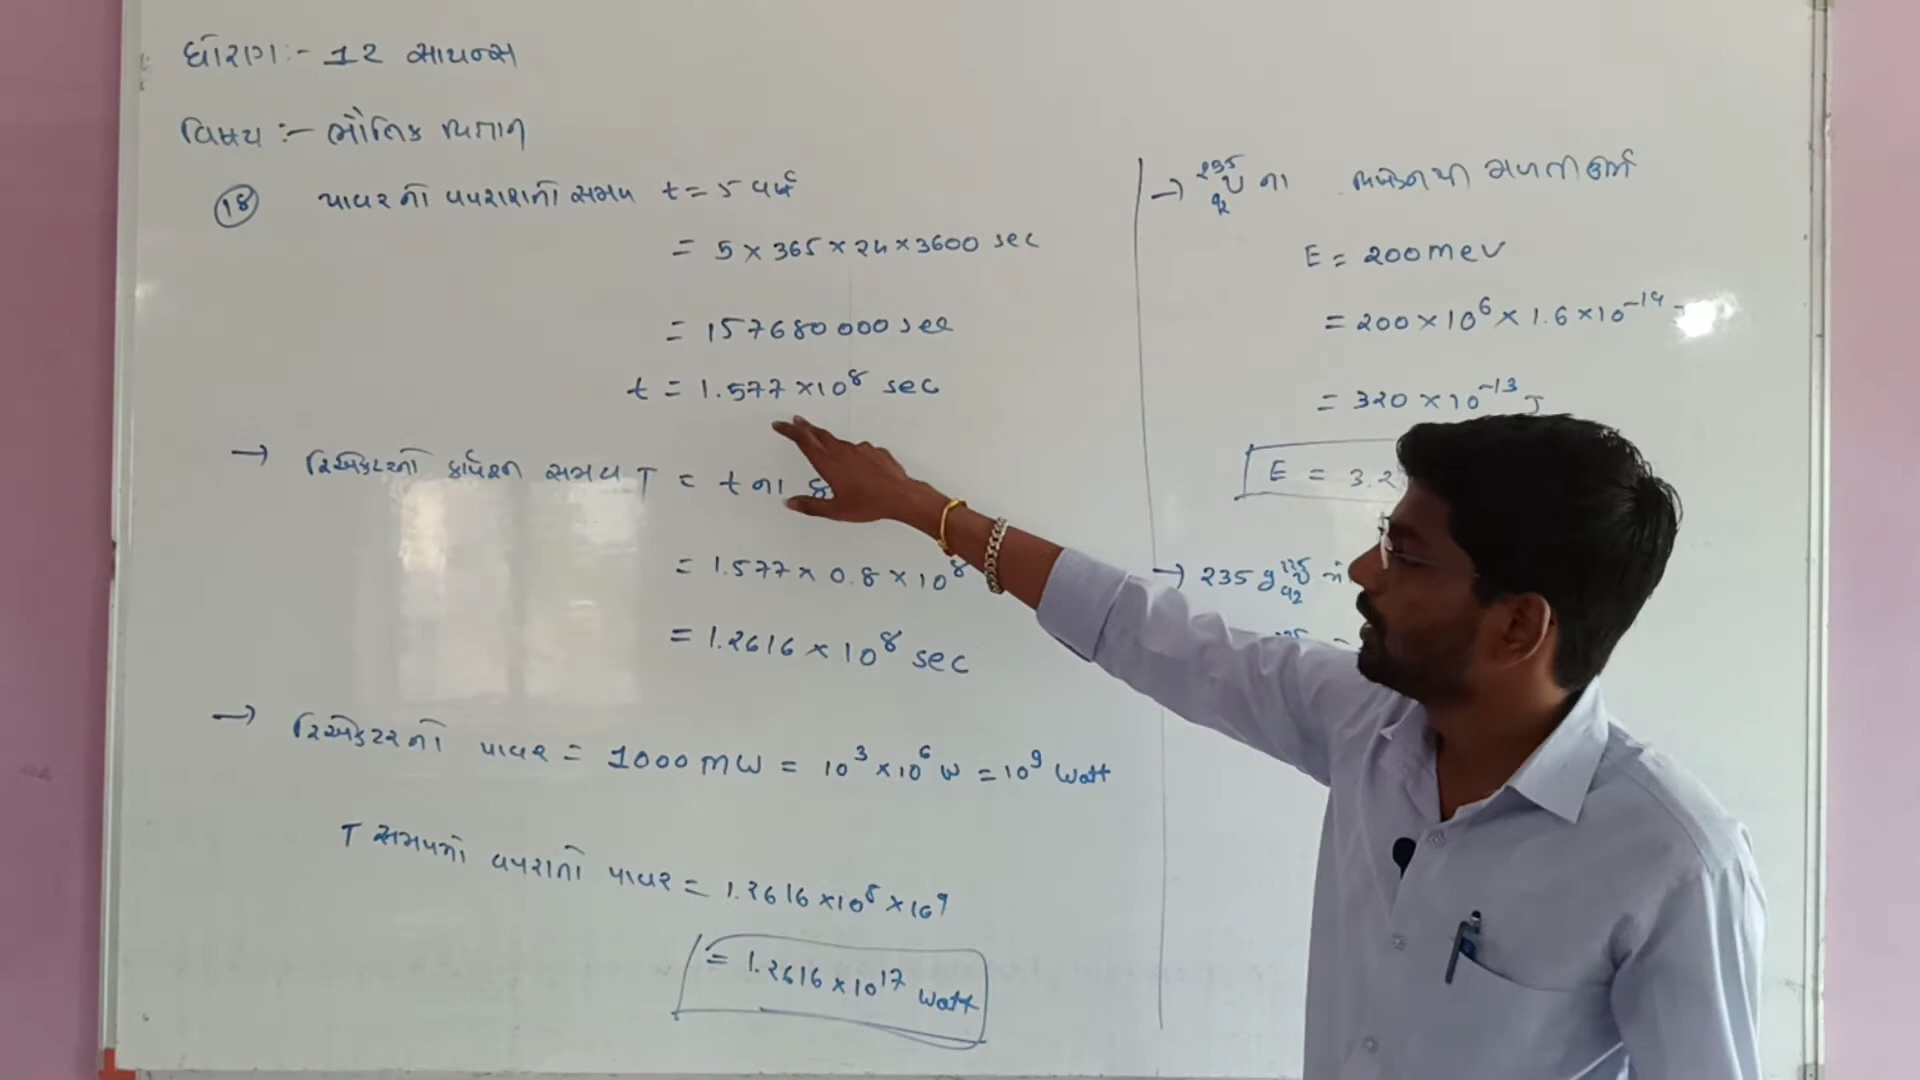 ધોરણ:- 12 સાયન્સ
વિષય :- ભૌતિક વિજ્ઞાન
(18) પાવરનો વપરાશનો સમય t = 5 વર્ષ
= 5 × 365 × 24 × 3600 sec
= 157680000 sec
t = 1.577 × 10⁸ sec
→ રિએક્ટરનો કાર્યરત સમય T = t ના 8
= 1.577 × 0.8 × 10⁸
= 1.2616 × 10⁸ sec
→ રિએક્ટરનો પાવર = 1000 MW = 10³ × 10⁶ W = 10⁹ Watt
T સમયનો વપરાતો પાવર = 1.2616 × 10⁸ × 10⁹
= 1.2616 × 10¹⁷ Watt
→ ²³⁵₉₂U ના મળતી ઊર્જા
E = 200 meV
= 200 × 10⁶ × 1.6 × 10⁻¹⁹
= 320 × 10⁻¹³ J
E = 3.2
→ 235 g ²³⁵₉₂U